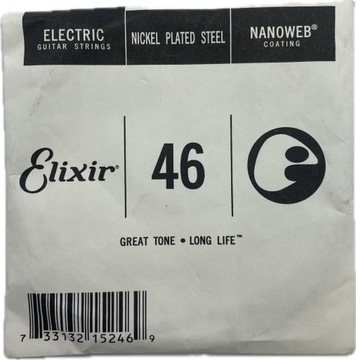 ELECTRIC
GUITAR STRINGS
NICKEL PLATED STEEL
NANOWEB®
COATING
Elixir®
46
GREAT TONE • LONG LIFE™
7 33132 15246 9